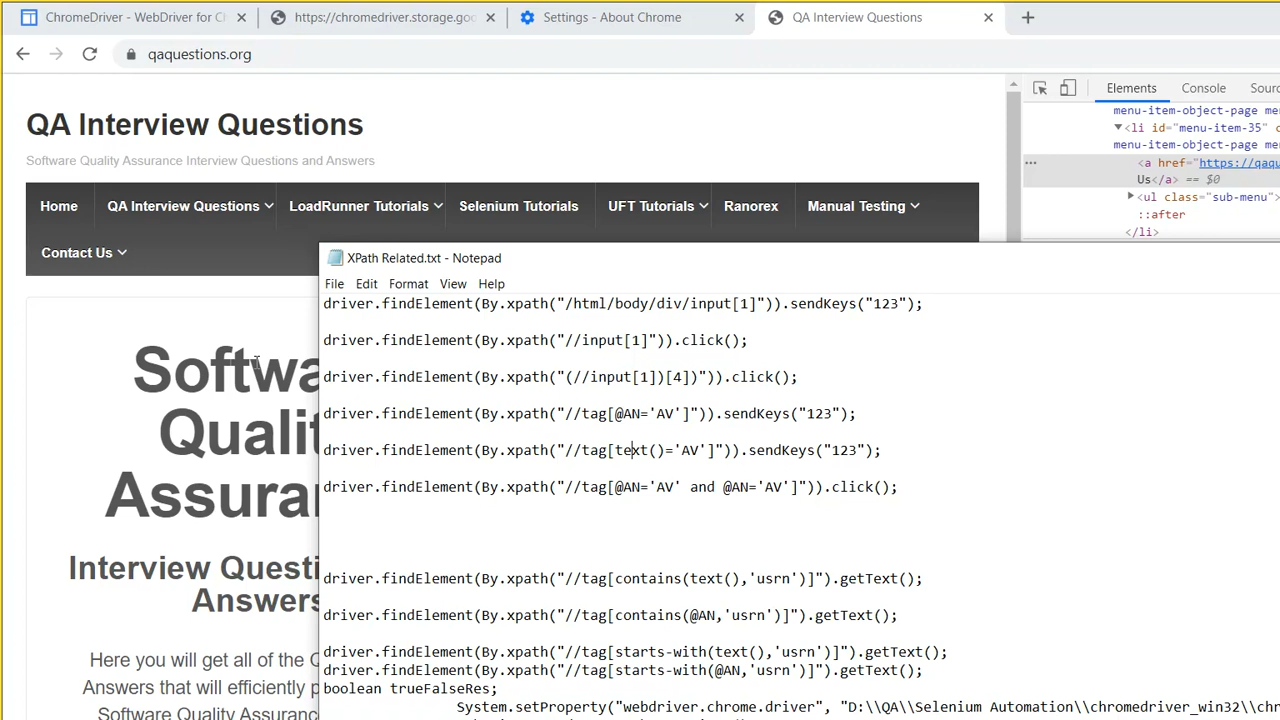 ChromeDriver - WebDriver for Ch
https://chromedriver.storage.goo
Settings - About Chrome
QA Interview Questions
qaquestions.org
QA Interview Questions
Software Quality Assurance Interview Questions and Answers
Home
QA Interview Questions
LoadRunner Tutorials
Selenium Tutorials
UFT Tutorials
Ranorex
Manual Testing
Contact Us
Elements
Console
Sour
menu-item-object-page me
<li id="menu-item-35" c
menu-item-object-page me
<a href="https://qaqu
Us</a> == $0
<ul class="sub-menu">
::after
</li>
Softwa
Qualit
Assuran
Interview Questi
Answers
Here you will get all of the Q
Answers that will efficiently p
Software Quality Assurance
XPath Related.txt - Notepad
File Edit Format View Help
driver.findElement(By.xpath("/html/body/div/input[1]")).sendKeys("123");
driver.findElement(By.xpath("//input[1]")).click();
driver.findElement(By.xpath("(//input[1])[4])")).click();
driver.findElement(By.xpath("//tag[@AN='AV']")).sendKeys("123");
driver.findElement(By.xpath("//tag[text()='AV']")).sendKeys("123");
driver.findElement(By.xpath("//tag[@AN='AV' and @AN='AV']")).click();
driver.findElement(By.xpath("//tag[contains(text(),'usrn')]").getText();
driver.findElement(By.xpath("//tag[contains(@AN,'usrn')]").getText();
driver.findElement(By.xpath("//tag[starts-with(text(),'usrn')]").getText();
driver.findElement(By.xpath("//tag[starts-with(@AN,'usrn')]").getText();
boolean trueFalseRes;
System.setProperty("webdriver.chrome.driver", "D:\\QA\\Selenium Automation\\chromedriver_win32\\chr